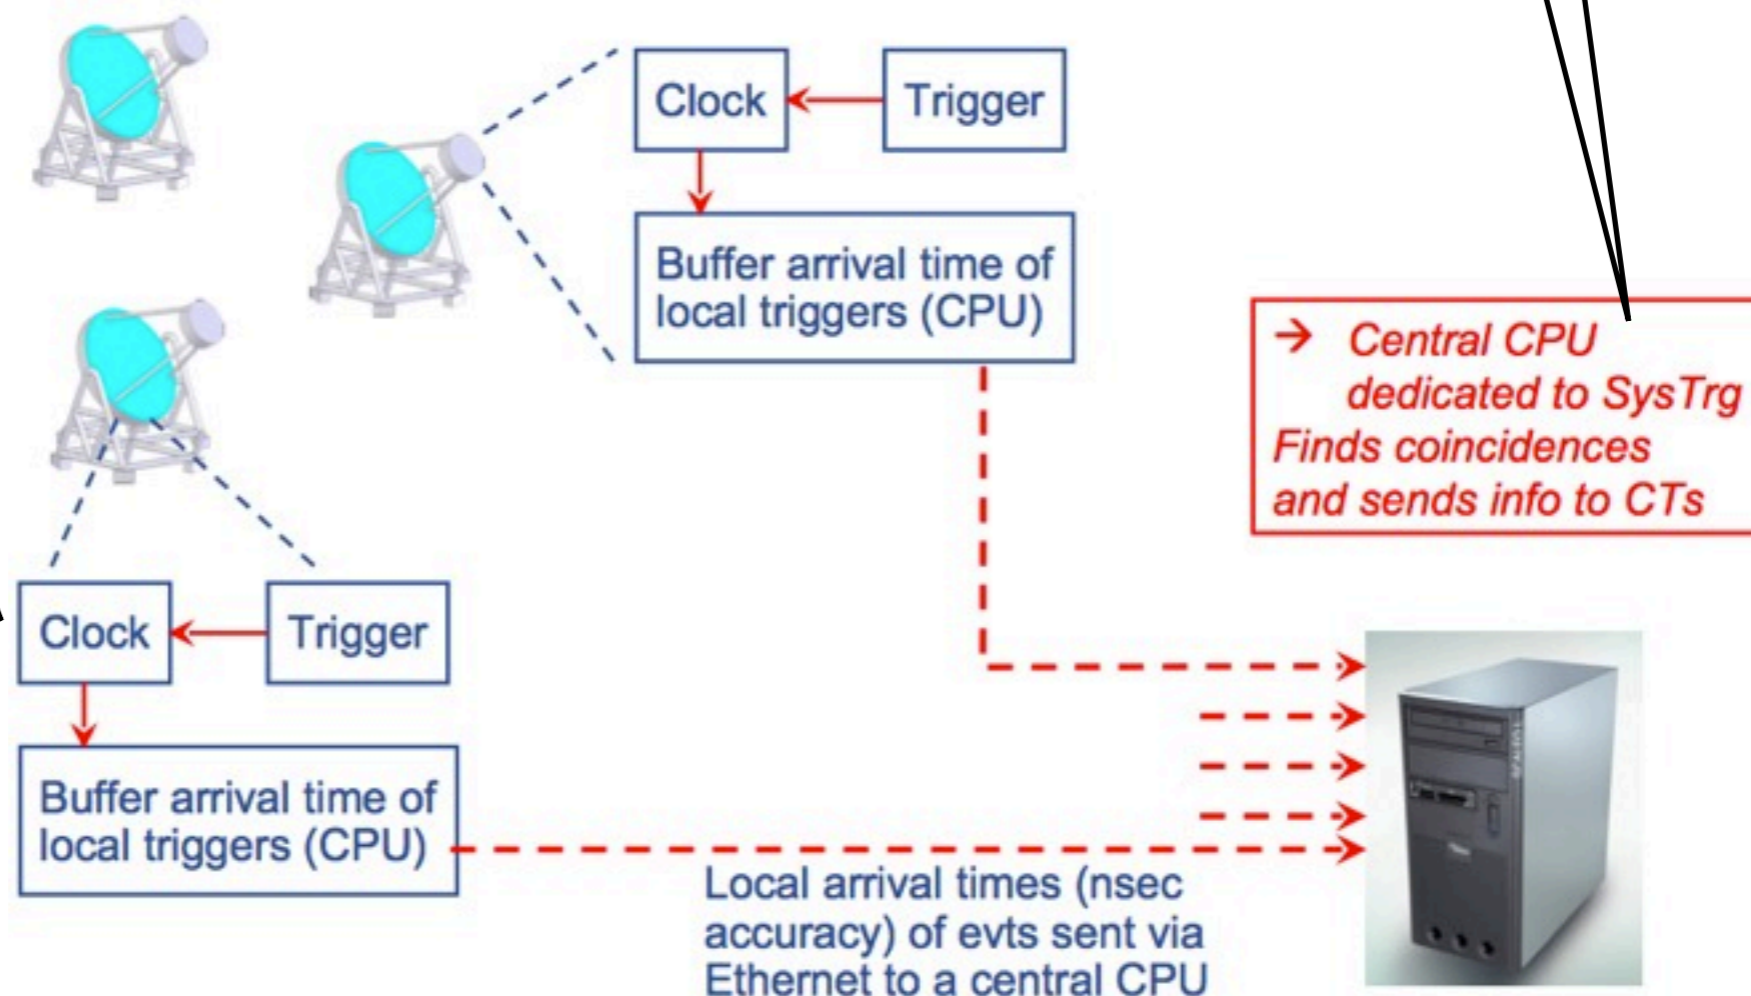 Clock
Trigger
Buffer arrival time of
local triggers (CPU)
→ Central CPU
dedicated to SysTrg
Finds coincidences
and sends info to CTs
Clock
Trigger
Buffer arrival time of
local triggers (CPU)
Local arrival times (nsec
accuracy) of evts sent via
Ethernet to a central CPU